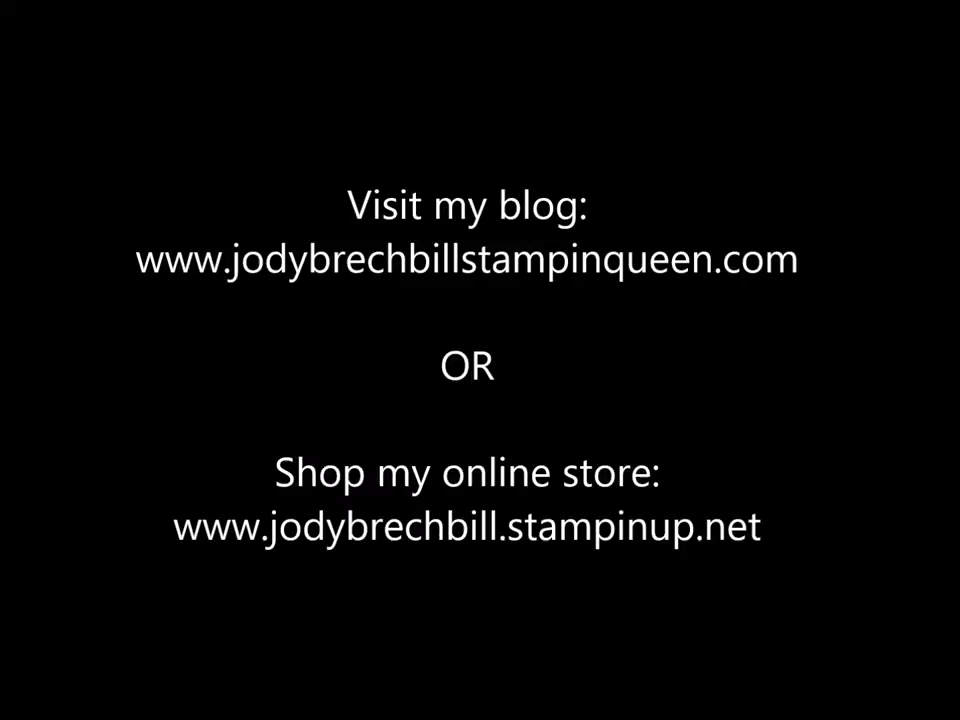 Visit my blog:
www.jodybrechbillstampinqueen.com
OR
Shop my online store:
www.jodybrechbill.stampinup.net